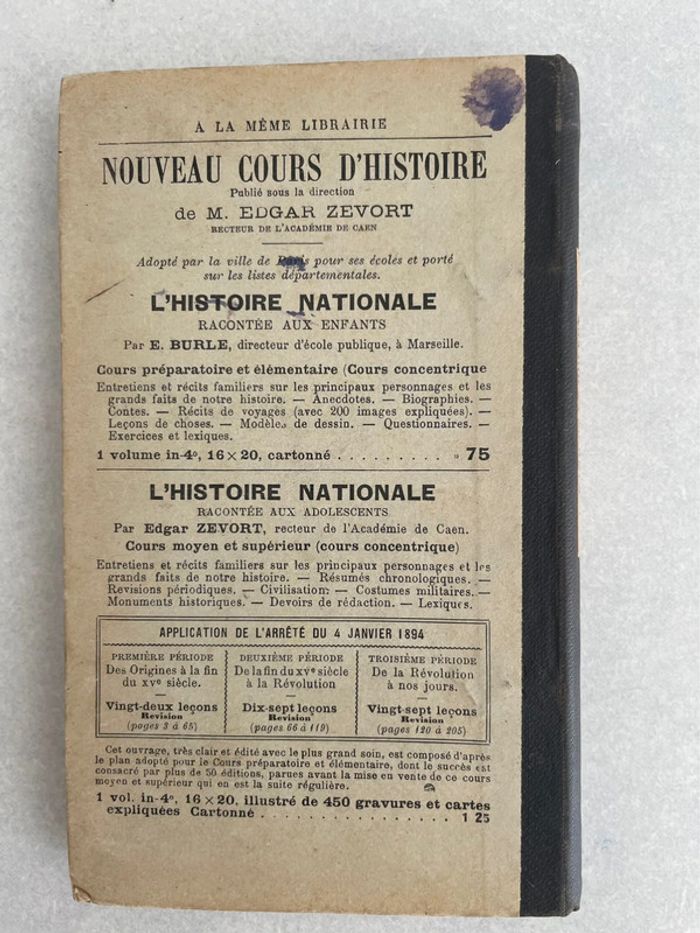 A LA MÊME LIBRAIRIE
NOUVEAU COURS D'HISTOIRE
Publié sous la direction
de M. EDGAR ZEVORT
RECTEUR DE L'ACADÉMIE DE CAEN
Adopté par la ville de Paris pour ses écoles et porté
sur les listes départementales.
L'HISTOIRE NATIONALE
RACONTÉE AUX ENFANTS
Par E. BURLE, directeur d'école publique, à Marseille.
Cours préparatoire et élémentaire (Cours concentrique
Entretiens et récits familiers sur les principaux personnages et les
grands faits de notre histoire. — Anecdotes. — Biographies. —
Contes. — Récits de voyages (avec 200 images expliquées). —
Leçons de choses. — Modèles de dessin. — Questionnaires. —
Exercices et lexiques.
1 volume in-4º, 16 × 20, cartonné . . . . . . . . . » 75
L'HISTOIRE NATIONALE
RACONTÉE AUX ADOLESCENTS
Par Edgar ZEVORT, recteur de l'Académie de Caen.
Cours moyen et supérieur (cours concentrique)
Entretiens et récits familiers sur les principaux personnages et les
grands faits de notre histoire. — Résumés chronologiques. —
Revisions périodiques. — Civilisation: — Costumes militaires. —
Monuments historiques. — Devoirs de rédaction. — Lexiques.
APPLICATION DE L'ARRÊTÉ DU 4 JANVIER 1894
PREMIÈRE PÉRIODE
Des Origines à la fin
du XVe siècle.
—
Vingt-deux leçons
Revision
(pages 3 à 65)
DEUXIÈME PÉRIODE
De la fin du XVe siècle
à la Révolution
—
Dix-sept leçons
Revision
(pages 66 à 119)
TROISIÈME PÉRIODE
De la Révolution
à nos jours.
—
Vingt-sept leçons
Revision
(pages 120 à 205)
Cet ouvrage, très clair et édité avec le plus grand soin, est composé d'après
le plan adopté pour le Cours préparatoire et élémentaire, dont le succès est
consacré par plus de 50 éditions, parues avant la mise en vente de ce cours
moyen et supérieur qui en est la suite régulière.
1 vol. in-4º, 16 × 20, illustré de 450 gravures et cartes
expliquées Cartonné . . . . . . . . . . . . . . . . 1 25